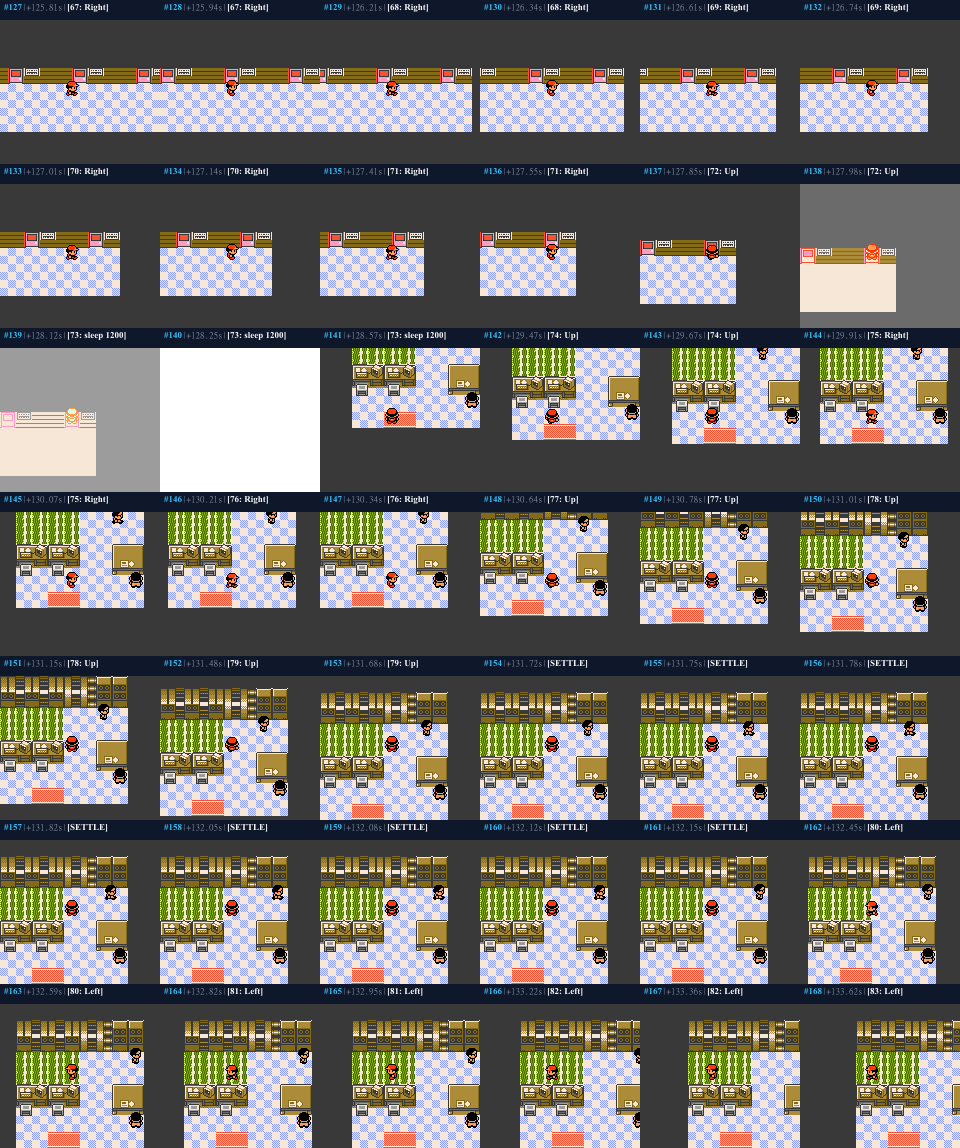 #127|+125.81s|[67: Right]
#128|+125.94s|[67: Right]
#129|+126.21s|[68: Right]
#130|+126.34s|[68: Right]
#131|+126.61s|[69: Right]
#132|+126.74s|[69: Right]
#133|+127.01s|[70: Right]
#134|+127.14s|[70: Right]
#135|+127.41s|[71: Right]
#136|+127.55s|[71: Right]
#137|+127.85s|[72: Up]
#138|+127.98s|[72: Up]
#139|+128.12s|[73: sleep 1200]
#140|+128.25s|[73: sleep 1200]
#141|+128.57s|[73: sleep 1200]
#142|+129.47s|[74: Up]
#143|+129.67s|[74: Up]
#144|+129.91s|[75: Right]
#145|+130.07s|[75: Right]
#146|+130.21s|[76: Right]
#147|+130.34s|[76: Right]
#148|+130.64s|[77: Up]
#149|+130.78s|[77: Up]
#150|+131.01s|[78: Up]
#151|+131.15s|[78: Up]
#152|+131.48s|[79: Up]
#153|+131.68s|[79: Up]
#154|+131.72s|[SETTLE]
#155|+131.75s|[SETTLE]
#156|+131.78s|[SETTLE]
#157|+131.82s|[SETTLE]
#158|+132.05s|[SETTLE]
#159|+132.08s|[SETTLE]
#160|+132.12s|[SETTLE]
#161|+132.15s|[SETTLE]
#162|+132.45s|[80: Left]
#163|+132.59s|[80: Left]
#164|+132.82s|[81: Left]
#165|+132.95s|[81: Left]
#166|+133.22s|[82: Left]
#167|+133.36s|[82: Left]
#168|+133.62s|[83: Left]